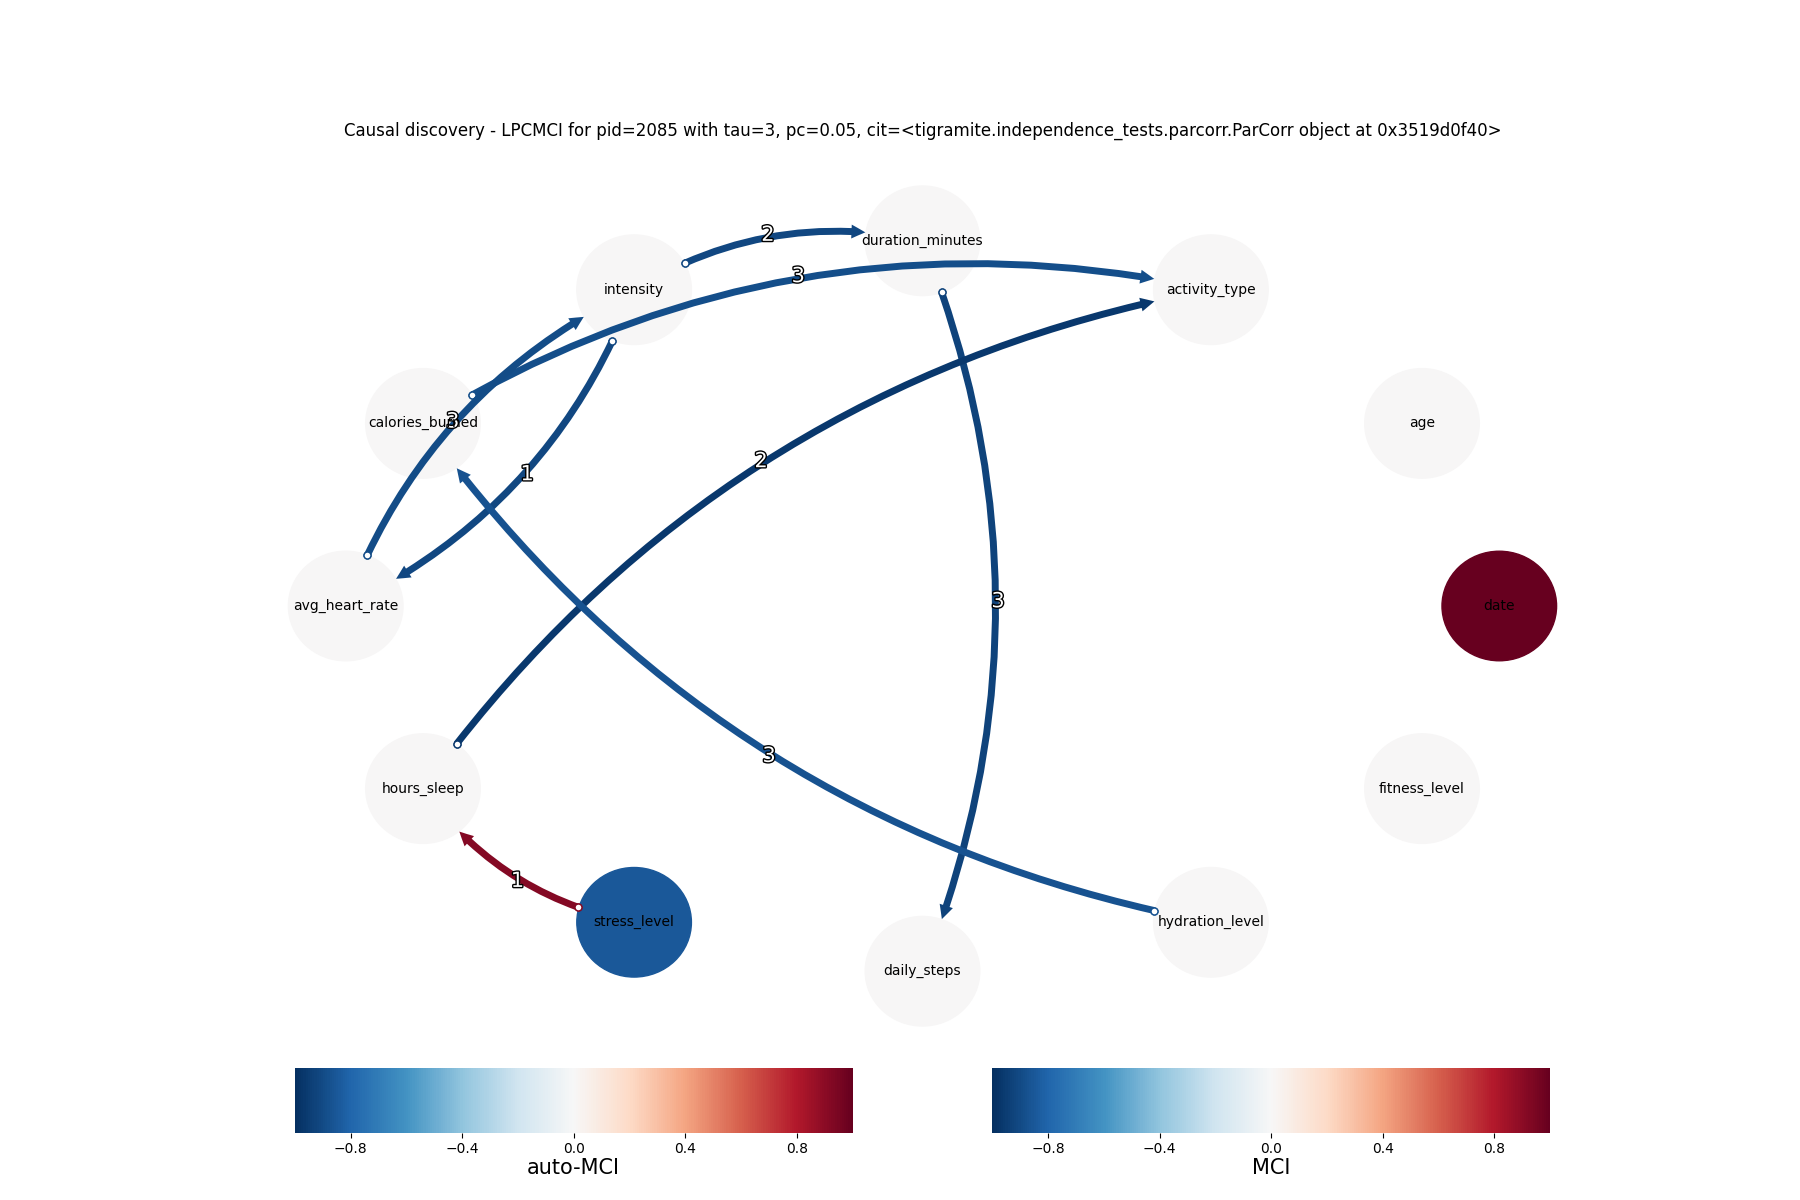 Causal discovery - LPCMCI for pid=2085 with tau=3, pc=0.05, cit=<tigramite.independence_tests.parcorr.ParCorr object at 0x3519d0f40>
2
duration_minutes
3
intensity
activity_type
3
calories_burned
age
2
1
avg_heart_rate
3
date
3
hours_sleep
fitness_level
1
stress_level
hydration_level
daily_steps
−0.8 −0.4 0.0 0.4 0.8
auto-MCI
−0.8 −0.4 0.0 0.4 0.8
MCI